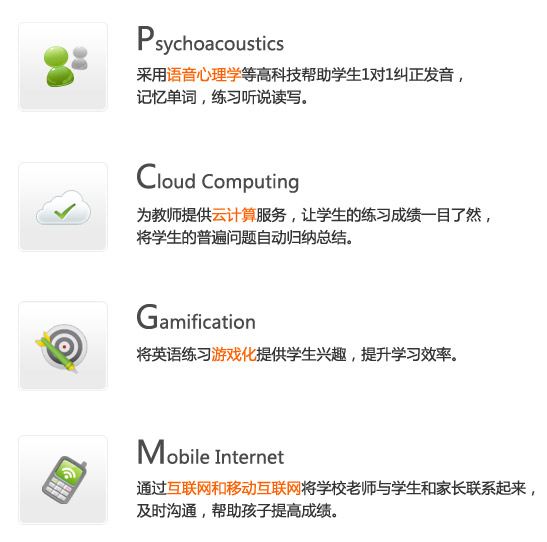 Psychoacoustics
采用语音心理学等高科技帮助学生1对1纠正发音，
记忆单词，练习听说读写。
Cloud Computing
为教师提供云计算服务，让学生的练习成绩一目了然，
将学生的普遍问题自动归纳总结。
Gamification
将英语练习游戏化提供学生兴趣，提升学习效率。
Mobile Internet
通过互联网和移动互联网将学校老师与学生和家长联系起来，
及时沟通，帮助孩子提高成绩。